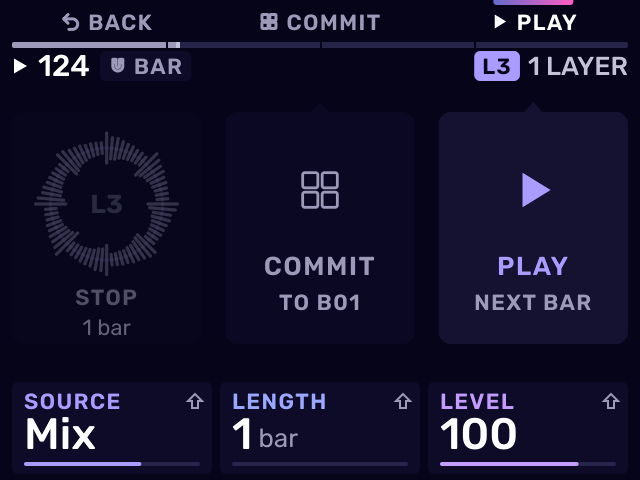 BACK
COMMIT
PLAY
124
BAR
L3
1 LAYER
L3
STOP
1 bar
COMMIT
TO B01
PLAY
NEXT BAR
SOURCE
Mix
LENGTH
1 bar
LEVEL
100